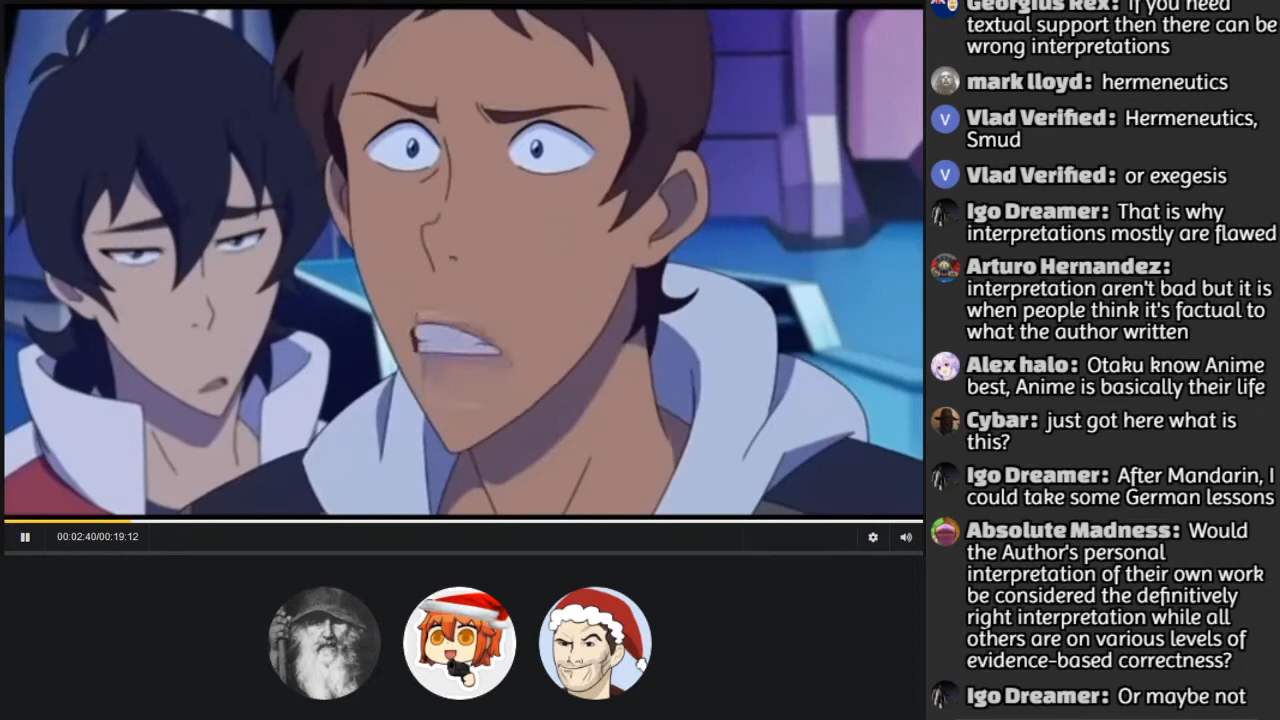 00:02:40/00:19:12
Georgius Rex: If you need
textual support then there can be
wrong interpretations
mark lloyd: hermeneutics
V Vlad Verified: Hermeneutics,
Smud
V Vlad Verified: or exegesis
Igo Dreamer: That is why
interpretations mostly are flawed
Arturo Hernandez:
interpretation aren't bad but it is
when people think it's factual to
what the author written
Alex halo: Otaku know Anime
best, Anime is basically their life
Cybar: just got here what is
this?
Igo Dreamer: After Mandarin, I
could take some German lessons
Absolute Madness: Would
the Author's personal
interpretation of their own work
be considered the definitively
right interpretation while all
others are on various levels of
evidence-based correctness?
Igo Dreamer: Or maybe not